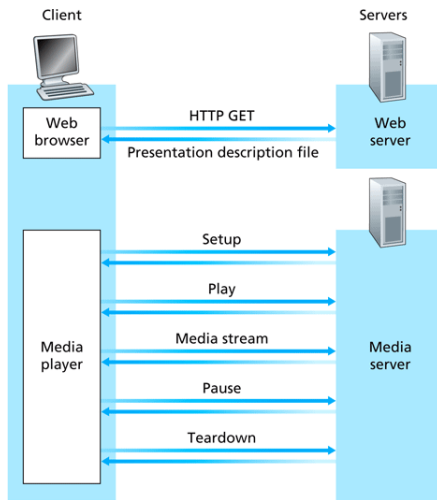 Client
Servers
Web
browser
HTTP GET
Presentation description file
Web
server
Setup
Play
Media stream
Media
player
Media
server
Pause
Teardown